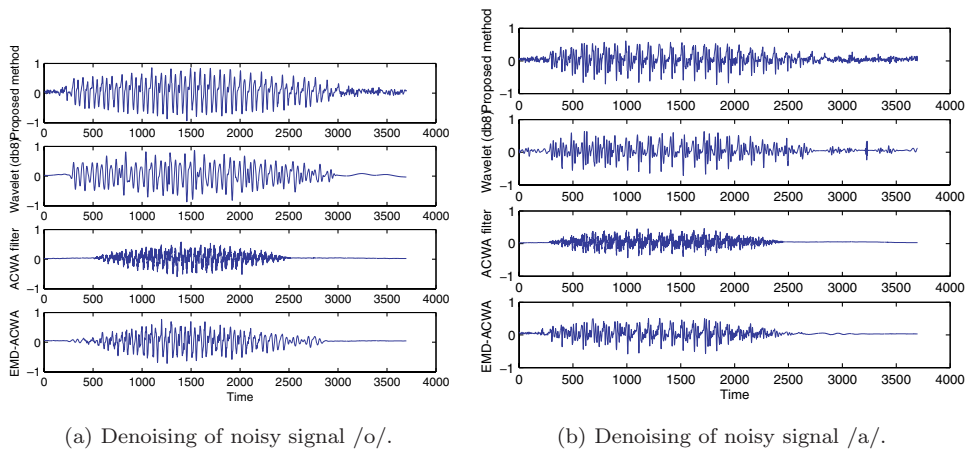 Proposed method
1
0
−1
0 500 1000 1500 2000 2500 3000 3500 4000
Wavelet (db8)
1
0
−1
0 500 1000 1500 2000 2500 3000 3500 4000
ACWA filter
1
0
−1
0 500 1000 1500 2000 2500 3000 3500 4000
EMD-ACWA
1
0
−1
0 500 1000 1500 2000 2500 3000 3500 4000
Time
(a) Denoising of noisy signal /o/.
Proposed method
1
0
−1
0 500 1000 1500 2000 2500 3000 3500 4000
Wavelet (db8)
1
0
−1
0 500 1000 1500 2000 2500 3000 3500 4000
ACWA filter
1
0
−1
0 500 1000 1500 2000 2500 3000 3500 4000
EMD-ACWA
1
0
−1
0 500 1000 1500 2000 2500 3000 3500 4000
Time
(b) Denoising of noisy signal /a/.